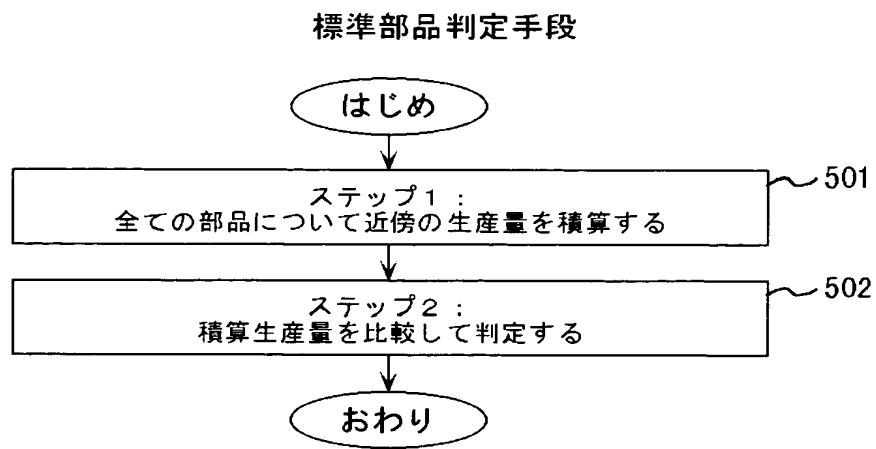 標準部品判定手段
はじめ
ステップ1：
全ての部品について近傍の生産量を積算する
501
ステップ2：
積算生産量を比較して判定する
502
おわり